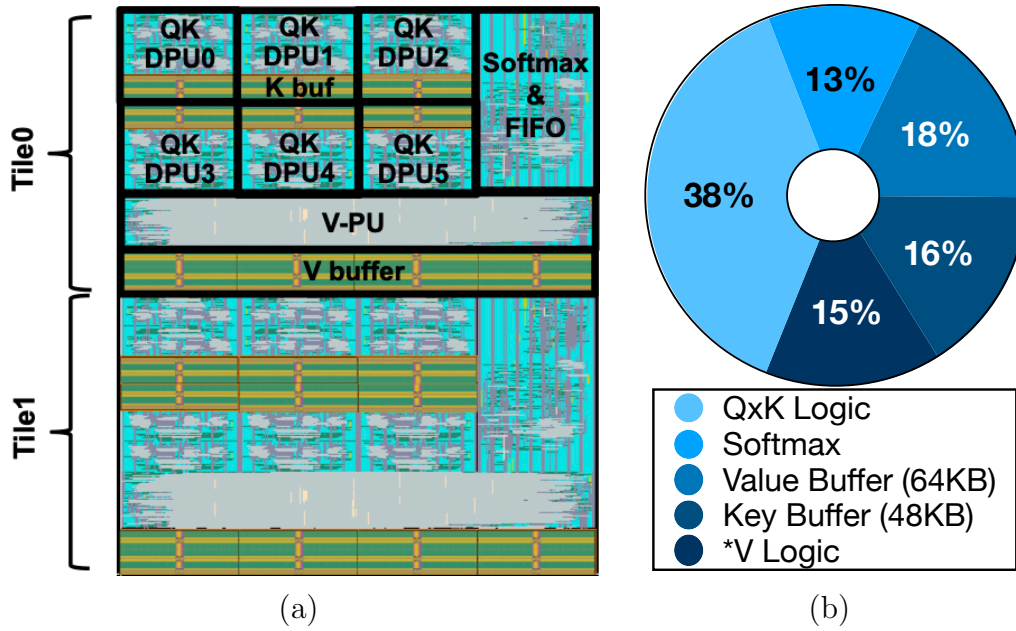 Tile0
QK
DPU0
QK
DPU1
QK
DPU2
K buf
Softmax
&
FIFO
QK
DPU3
QK
DPU4
QK
DPU5
V-PU
V buffer
Tile1
(a)
13%
18%
38%
16%
15%
QxK Logic
Softmax
Value Buffer (64KB)
Key Buffer (48KB)
*V Logic
(b)